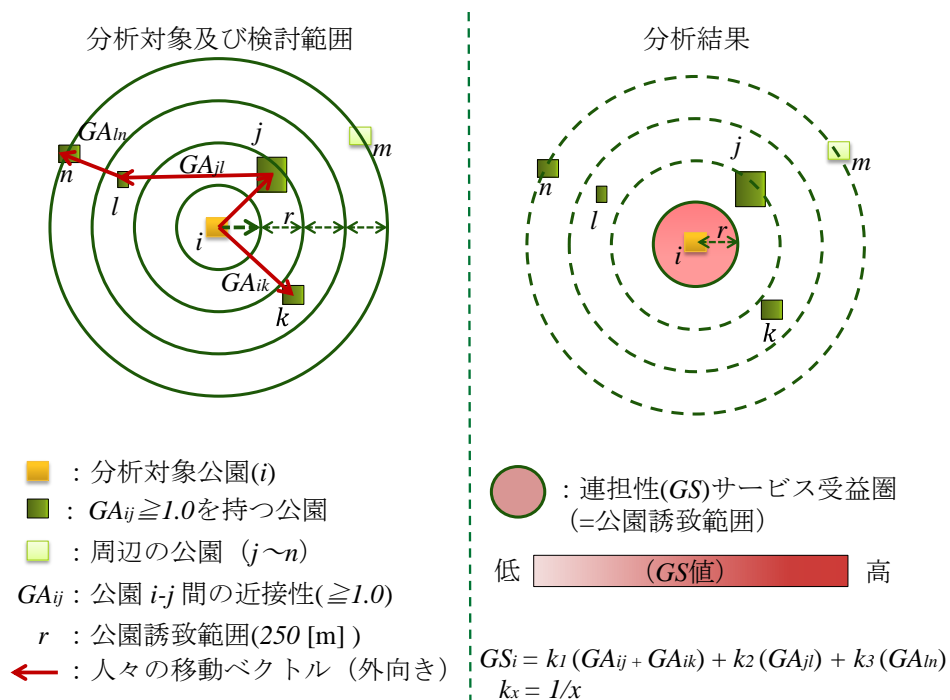 分析対象及び検討範囲
GAln
n
l
GAjl
j
m
i
r
GAik
k
:分析対象公園(i)
:GAij≧1.0を持つ公園
:周辺の公園(j~n)
GAij:公園 i-j 間の近接性(≧1.0)
r :公園誘致範囲(250 [m] )
:人々の移動ベクトル(外向き)
分析結果
n
l
j
m
i
r
k
:連担性(GS)サービス受益圏
(=公園誘致範囲)
低 (GS値) 高
GSi = k1 (GAij + GAik) + k2 (GAjl) + k3 (GAln)
kx = 1/x